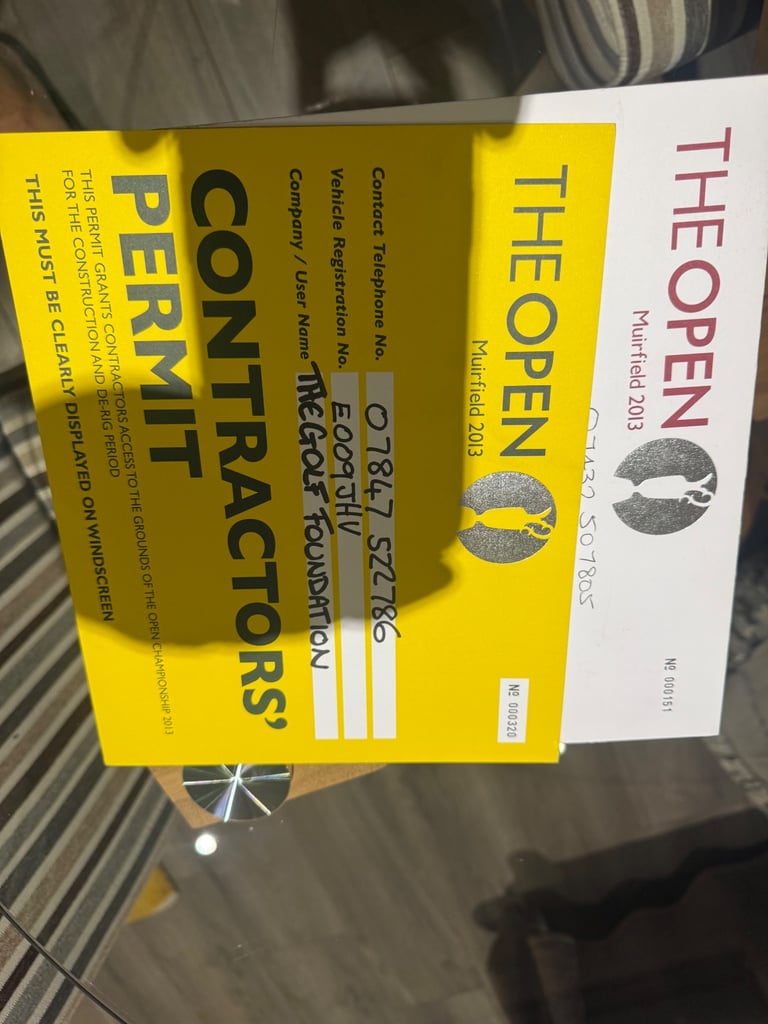 THE OPEN
Muirfield 2013
Nº 000151
07432 507805
THE OPEN
Muirfield 2013
Nº 000320
Contact Telephone No. 07847 522786
Vehicle Registration No. EO09JHV
Company / User Name THE GOLF FOUNDATION
CONTRACTORS'
PERMIT
THIS PERMIT GRANTS CONTRACTORS ACCESS TO THE GROUNDS OF THE OPEN CHAMPIONSHIP 2013
FOR THE CONSTRUCTION AND DE-RIG PERIOD
THIS MUST BE CLEARLY DISPLAYED ON WINDSCREEN